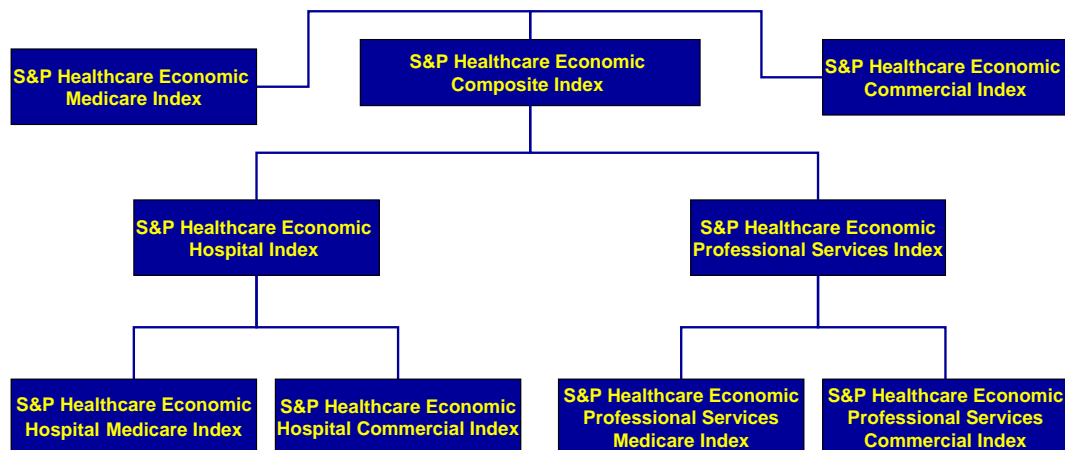 S&P Healthcare Economic
Medicare Index
S&P Healthcare Economic
Composite Index
S&P Healthcare Economic
Commercial Index
S&P Healthcare Economic
Hospital Index
S&P Healthcare Economic
Professional Services Index
S&P Healthcare Economic
Hospital Medicare Index
S&P Healthcare Economic
Hospital Commercial Index
S&P Healthcare Economic
Professional Services
Medicare Index
S&P Healthcare Economic
Professional Services
Commercial Index